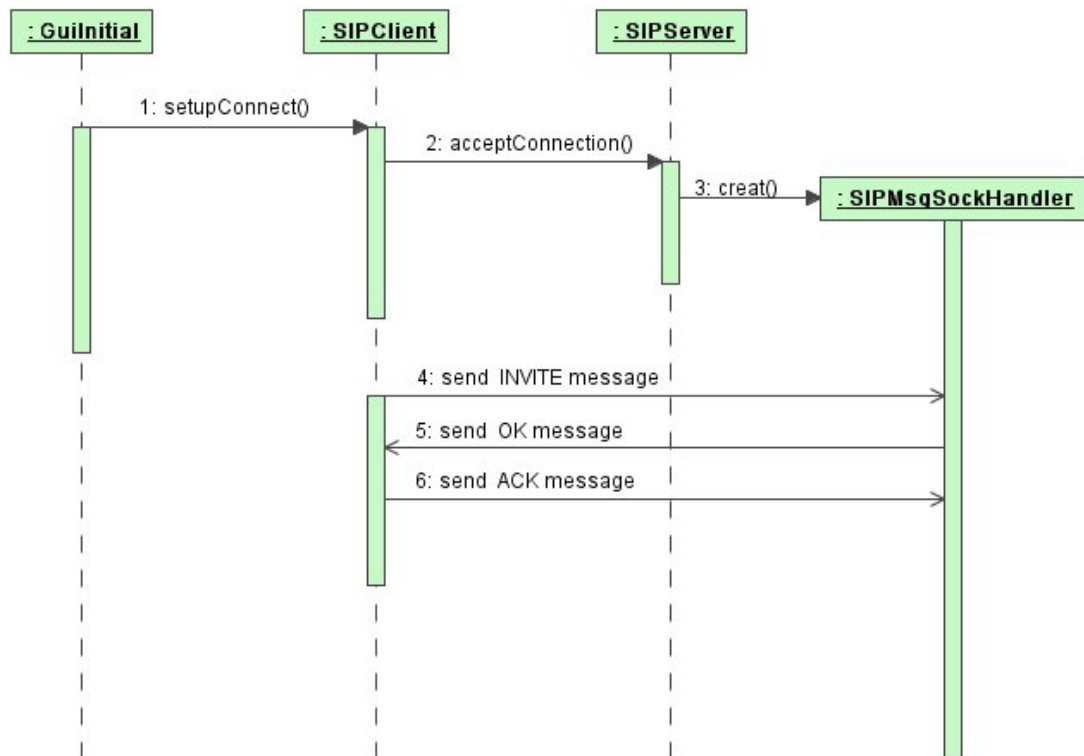 : GuiInitial
: SIPClient
: SIPServer
1: setupConnect()
2: acceptConnection()
3: creat()
: SIPMsgSockHandler
4: send INVITE message
5: send OK message
6: send ACK message